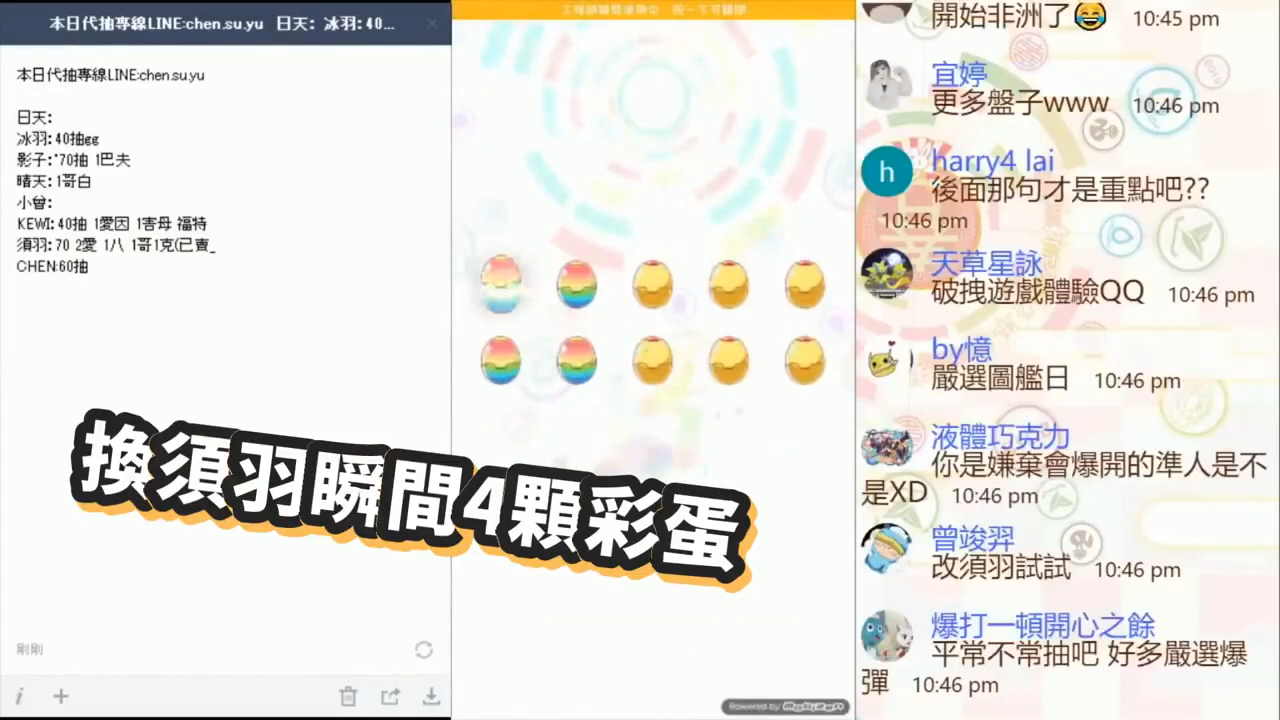 本日代抽專線LINE:chen.su.yu 日天: 冰羽: 40...
本日代抽專線LINE:chen.su.yu
日天:
冰羽: 40抽gg
影子: *70抽 1巴夫
晴天: 1哥白
小曾:
KEWI: 40抽 1愛因 1害母 福特
須羽: 70 2愛 1八 1哥1克(已賣_
CHEN:60抽
剛剛
換須羽瞬間4顆彩蛋
Powered by Mobizen
開始非洲了😂 10:45 pm
宜婷
更多盤子www 10:46 pm
h
harry4 lai
後面那句才是重點吧??
10:46 pm
天草星詠
破拽遊戲體驗QQ 10:46 pm
by憶
嚴選圖艦日 10:46 pm
液體巧克力
你是嫌棄會爆開的準人是不
是XD 10:46 pm
曾竣羿
改須羽試試 10:46 pm
爆打一頓開心之餘
平常不常抽吧 好多嚴選爆
彈 10:46 pm